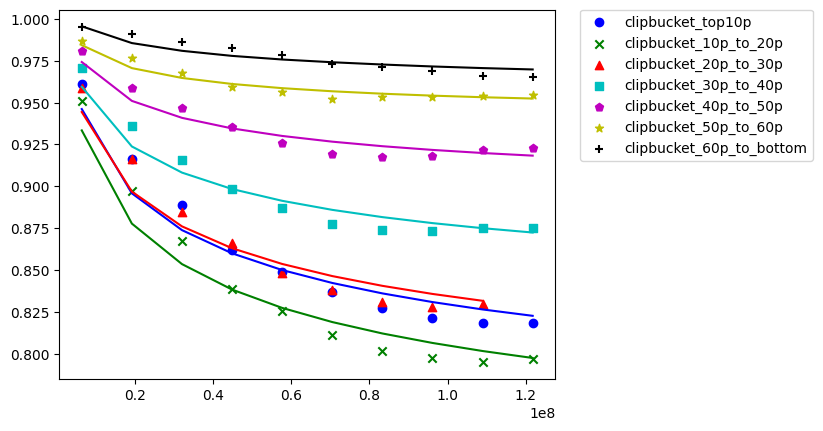 1.000
0.975
0.950
0.925
0.900
0.875
0.850
0.825
0.800
0.2
0.4
0.6
0.8
1.0
1.2
1e8
clipbucket_top10p
clipbucket_10p_to_20p
clipbucket_20p_to_30p
clipbucket_30p_to_40p
clipbucket_40p_to_50p
clipbucket_50p_to_60p
clipbucket_60p_to_bottom